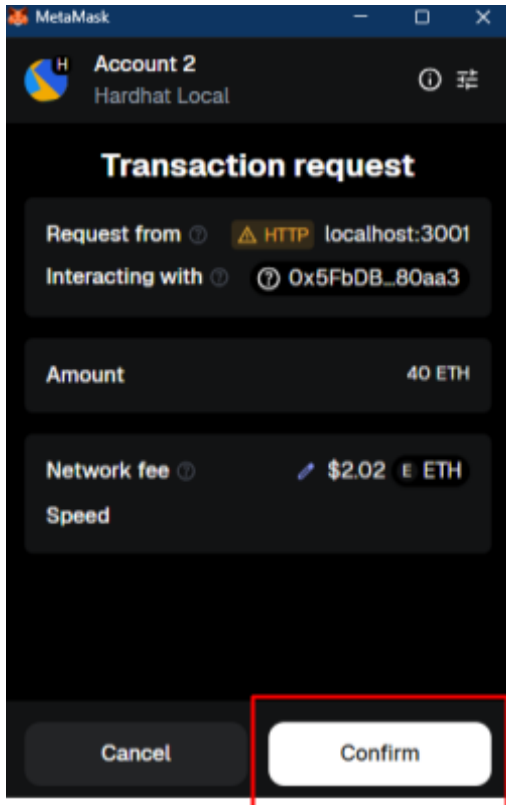 MetaMask
H
Account 2
Hardhat Local
Transaction request
Request from HTTP localhost:3001
Interacting with 0x5FbDB...80aa3
Amount 40 ETH
Network fee $2.02 E ETH
Speed
Cancel Confirm